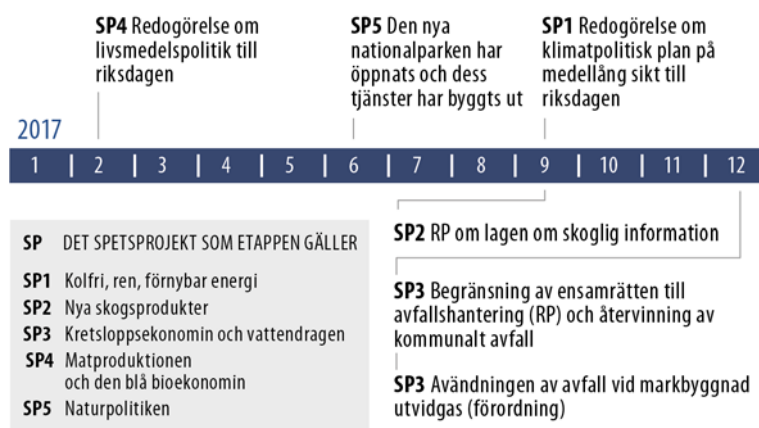 SP4 Redogörelse om
livsmedelspolitik till
riksdagen
SP5 Den nya
nationalparken har
öppnats och dess
tjänster har byggts ut
SP1 Redogörelse om
klimatpolitisk plan på
medellång sikt till
riksdagen
2017
1 | 2 | 3 | 4 | 5 | 6 | 7 | 8 | 9 | 10 | 11 | 12
SP DET SPETSPROJEKT SOM ETAPPEN GÄLLER
SP1 Kolfri, ren, förnybar energi
SP2 Nya skogsprodukter
SP3 Kretsloppsekonomin och vattendragen
SP4 Matproduktionen
och den blå bioekonomin
SP5 Naturpolitiken
SP2 RP om lagen om skoglig information
SP3 Begränsning av ensamrätten till
avfallshantering (RP) och återvinning av
kommunalt avfall
SP3 Avändningen av avfall vid markbyggnad
utvidgas (förordning)